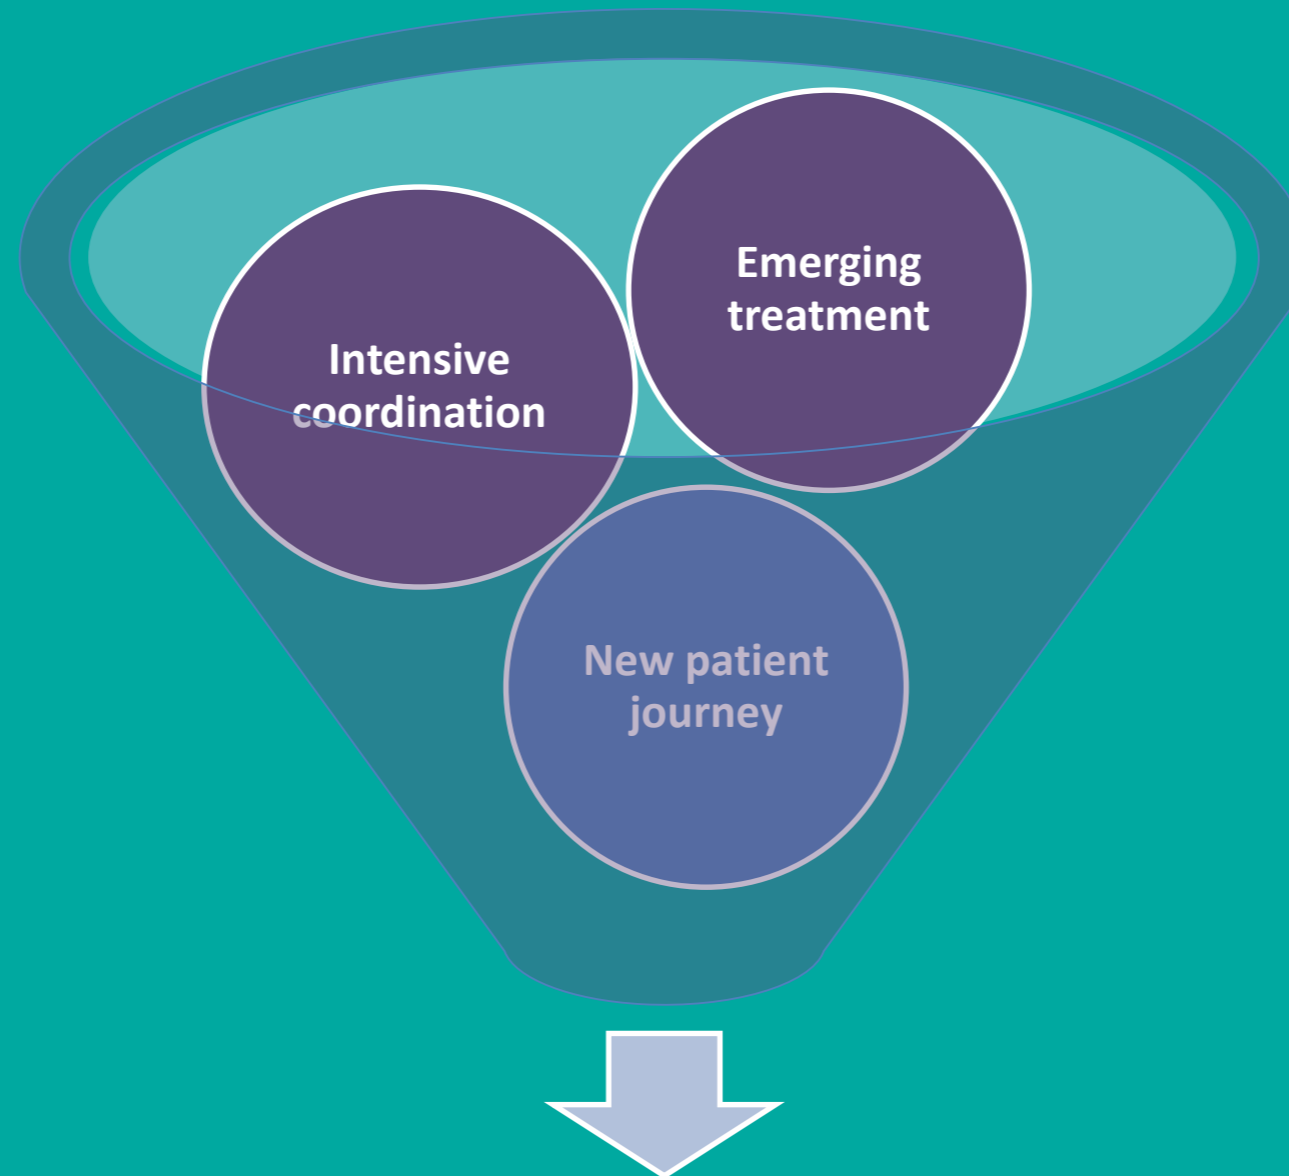 Emerging
treatment
Intensive
coordination
New patient
journey